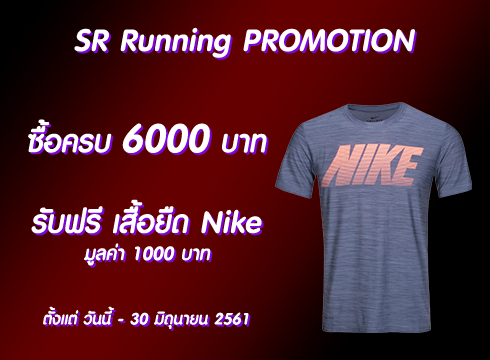 SR Running PROMOTION
ซื้อครบ 6000 บาท
รับฟรี เสื้อยืด Nike
มูลค่า 1000 บาท
ตั้งแต่ วันนี้ - 30 มิถุนายน 2561
NIKE